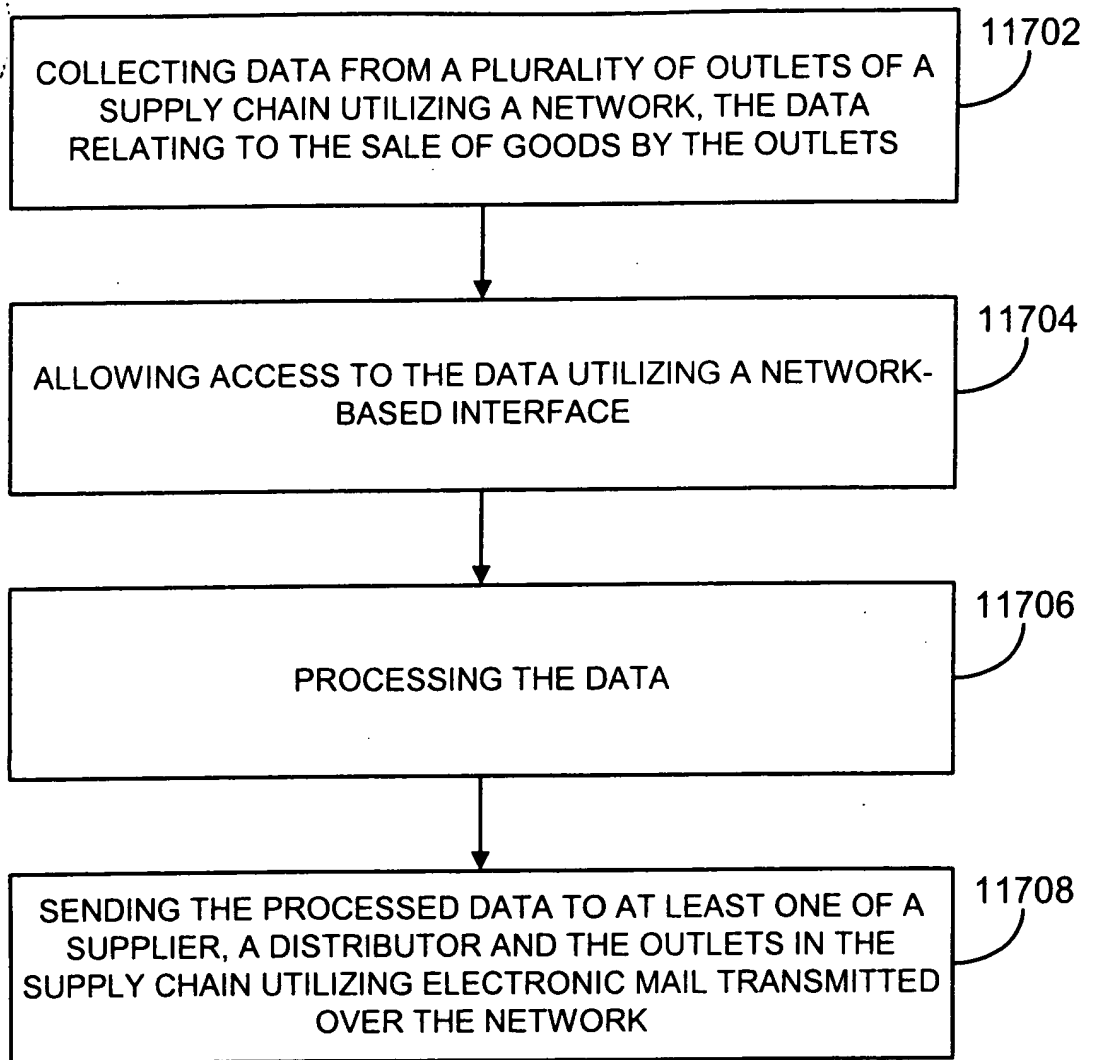 11702
COLLECTING DATA FROM A PLURALITY OF OUTLETS OF A
SUPPLY CHAIN UTILIZING A NETWORK, THE DATA
RELATING TO THE SALE OF GOODS BY THE OUTLETS
11704
ALLOWING ACCESS TO THE DATA UTILIZING A NETWORK-
BASED INTERFACE
11706
PROCESSING THE DATA
11708
SENDING THE PROCESSED DATA TO AT LEAST ONE OF A
SUPPLIER, A DISTRIBUTOR AND THE OUTLETS IN THE
SUPPLY CHAIN UTILIZING ELECTRONIC MAIL TRANSMITTED
OVER THE NETWORK